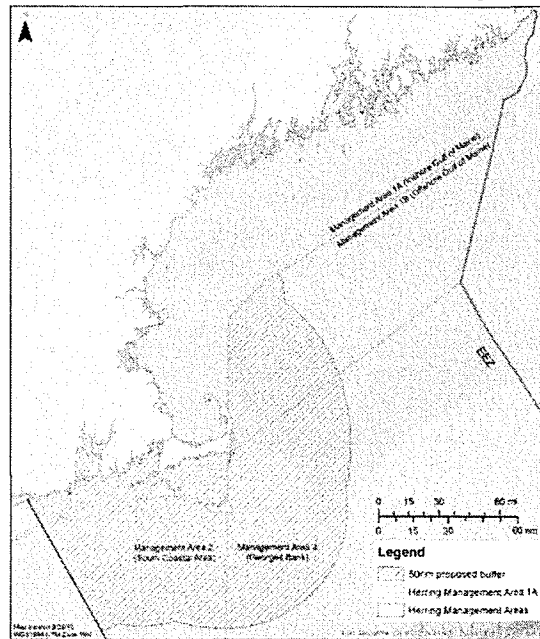 Management Area 1A (Inshore Gulf of Maine)
Management Area 1B (Offshore Gulf of Maine)
EEZ
Management Area 2
(South Coastal Area)
Management Area 3
(Georges Bank)
0 15 30 60 mi
0 15 30 60 nm
Legend
50nm proposed buffer
Herring Management Area 1A
Herring Management Areas